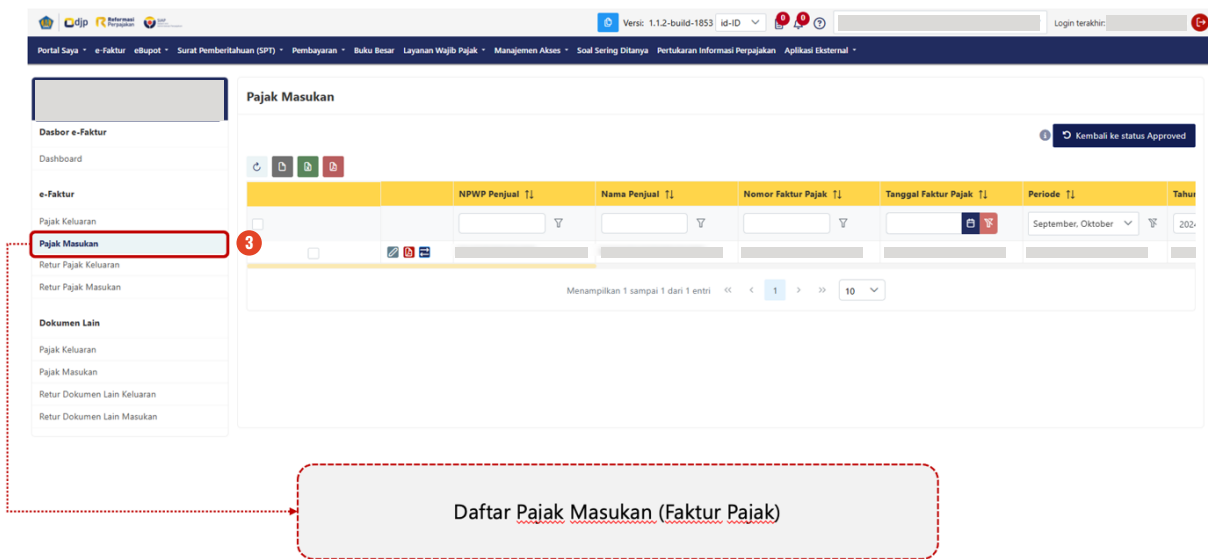 djp Reformasi Perpajakan Versi: 1.1.2-build-1853 id-ID 0 0 Login terakhir:
Portal Saya e-Faktur eBupot Surat Pemberitahuan (SPT) Pembayaran Buku Besar Layanan Wajib Pajak Manajemen Akses Soal Sering Ditanya Pertukaran Informasi Perpajakan Aplikasi Eksternal
Pajak Masukan
Dasbor e-Faktur
Kembali ke status Approved
Dashboard
e-Faktur
NPWP Penjual Nama Penjual Nomor Faktur Pajak Tanggal Faktur Pajak Periode Tahun
Pajak Keluaran
September, Oktober 2024
Pajak Masukan
3
Retur Pajak Keluaran
Retur Pajak Masukan
Menampilkan 1 sampai 1 dari 1 entri << < 1 > >> 10
Dokumen Lain
Pajak Keluaran
Pajak Masukan
Retur Dokumen Lain Keluaran
Retur Dokumen Lain Masukan
Daftar Pajak Masukan (Faktur Pajak)